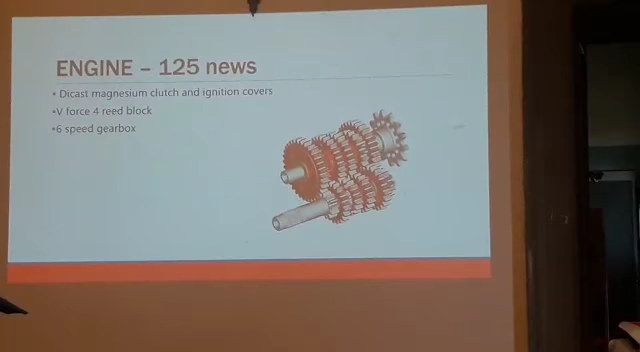 ENGINE – 125 news
• Dicast magnesium clutch and ignition covers
•V force 4 reed block
•6 speed gearbox